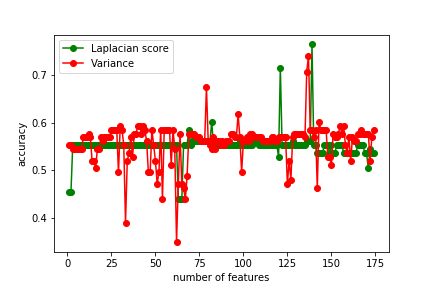 Laplacian score
Variance
0.7
0.6
0.5
0.4
accuracy
0 25 50 75 100 125 150 175
number of features